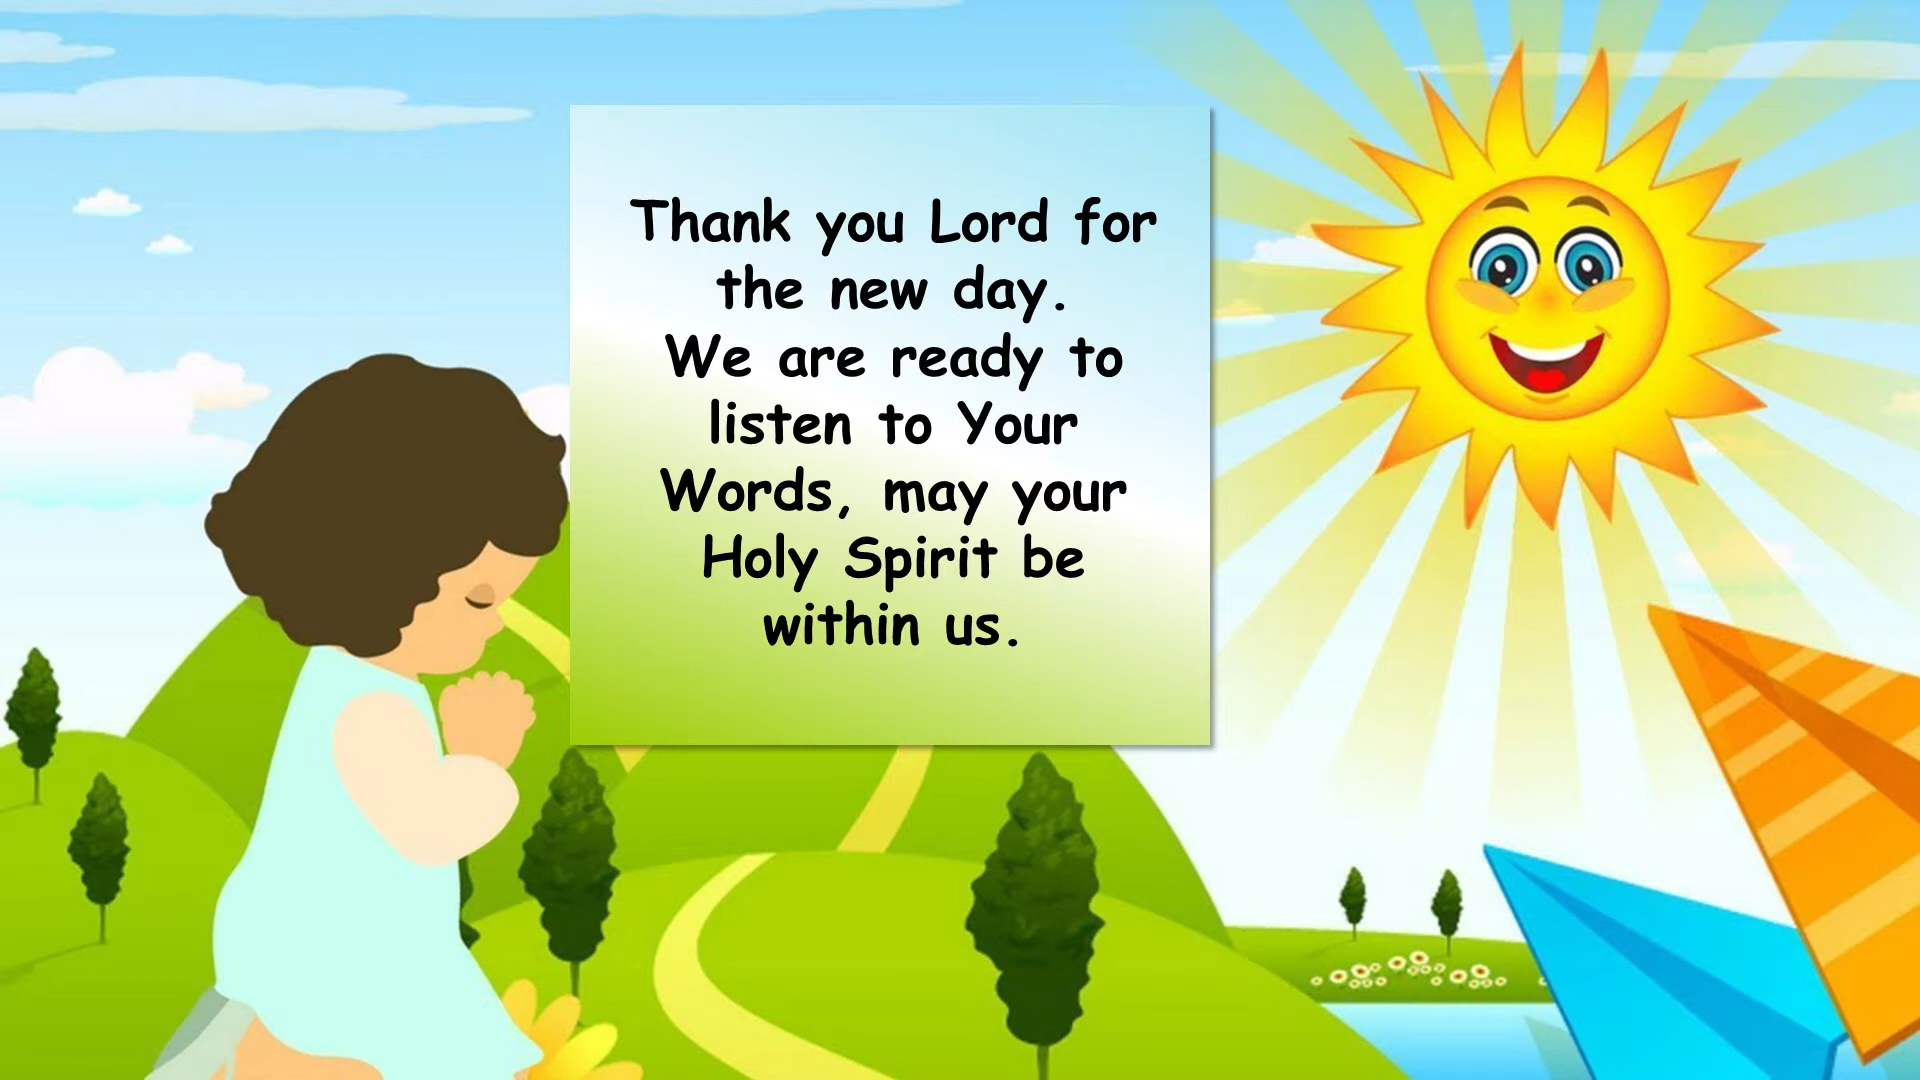 Thank you Lord for
the new day.
We are ready to
listen to Your
Words, may your
Holy Spirit be
within us.